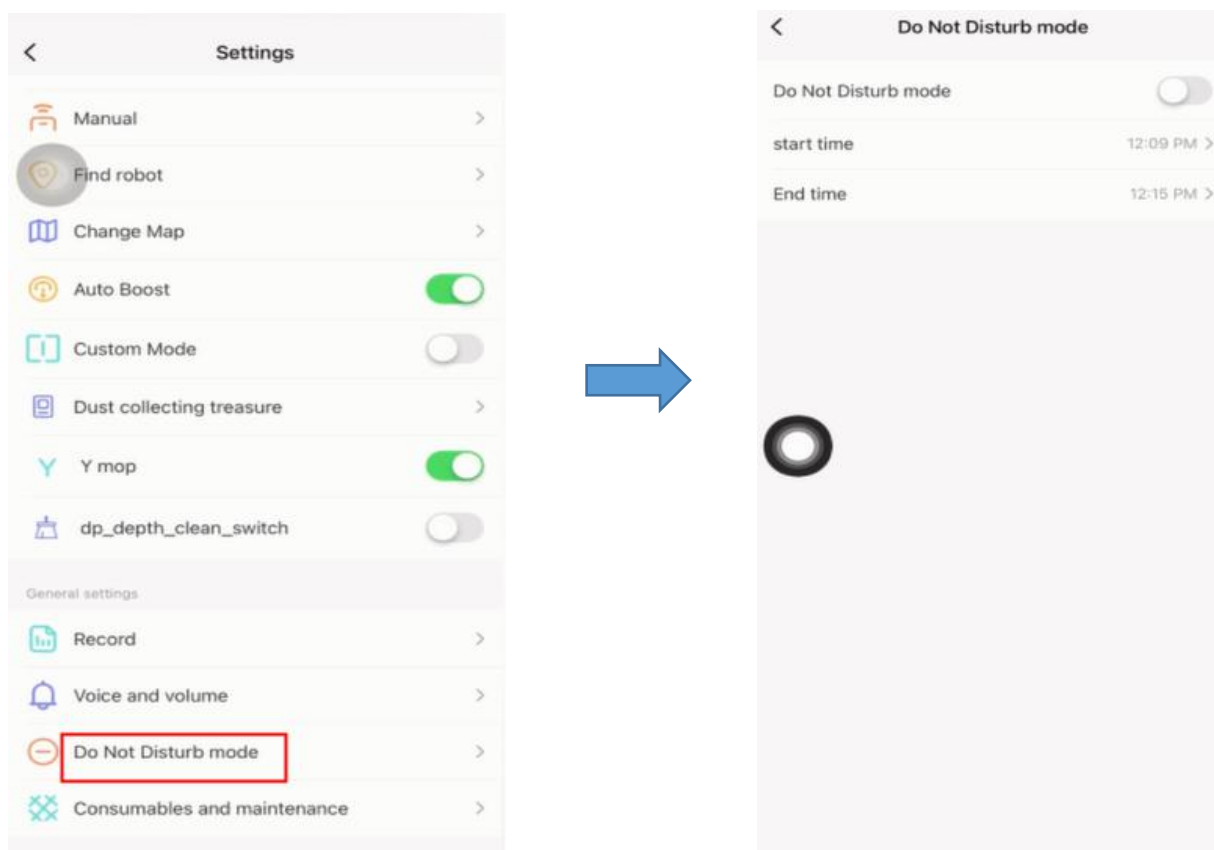 Settings
Manual
Find robot
Change Map
Auto Boost
Custom Mode
Dust collecting treasure
Y mop
dp_depth_clean_switch
General settings
Record
Voice and volume
Do Not Disturb mode
Consumables and maintenance
Do Not Disturb mode
Do Not Disturb mode
start time 12:09 PM
End time 12:15 PM